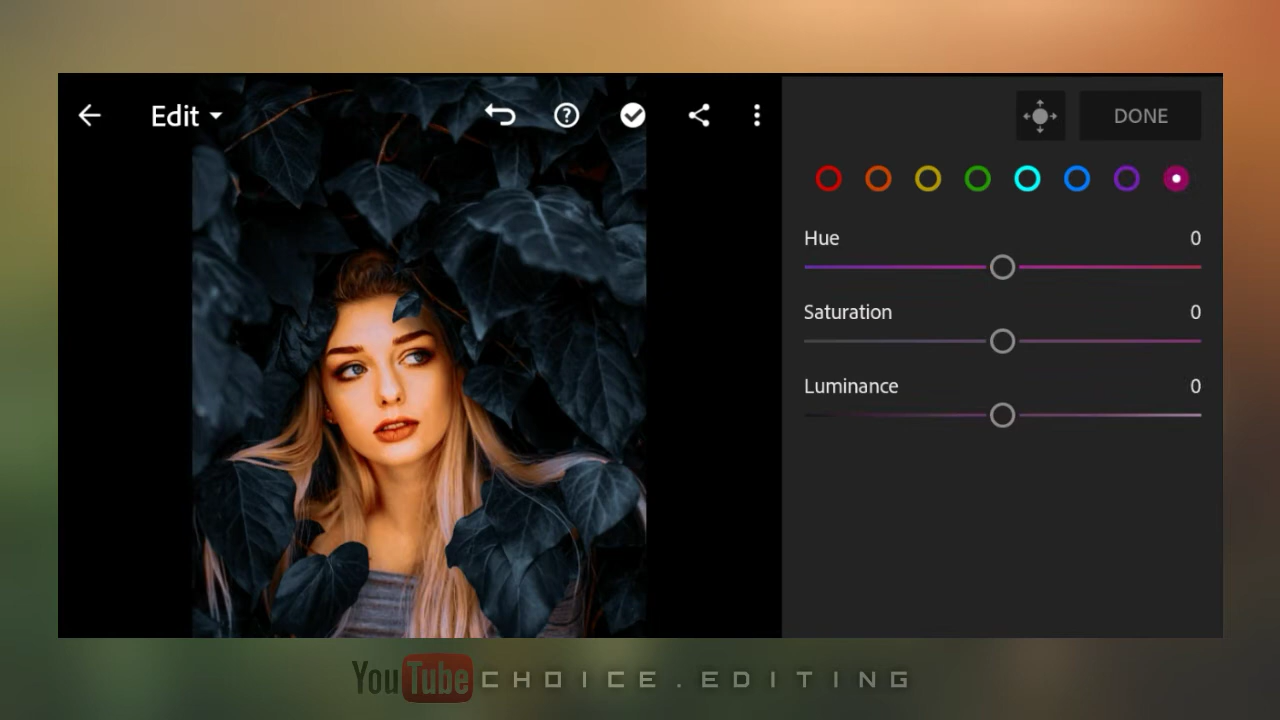 Edit
DONE
Hue 0
Saturation 0
Luminance 0
YouTube CHOICE.EDITING